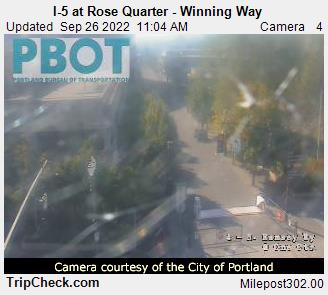 I-5 at Rose Quarter - Winning Way
Updated Sep 26 2022 11:04 AM Camera 4
PBOT
PORTLAND BUREAU OF TRANSPORTATION
Camera courtesy of the City of Portland
TripCheck.com Milepost302.00